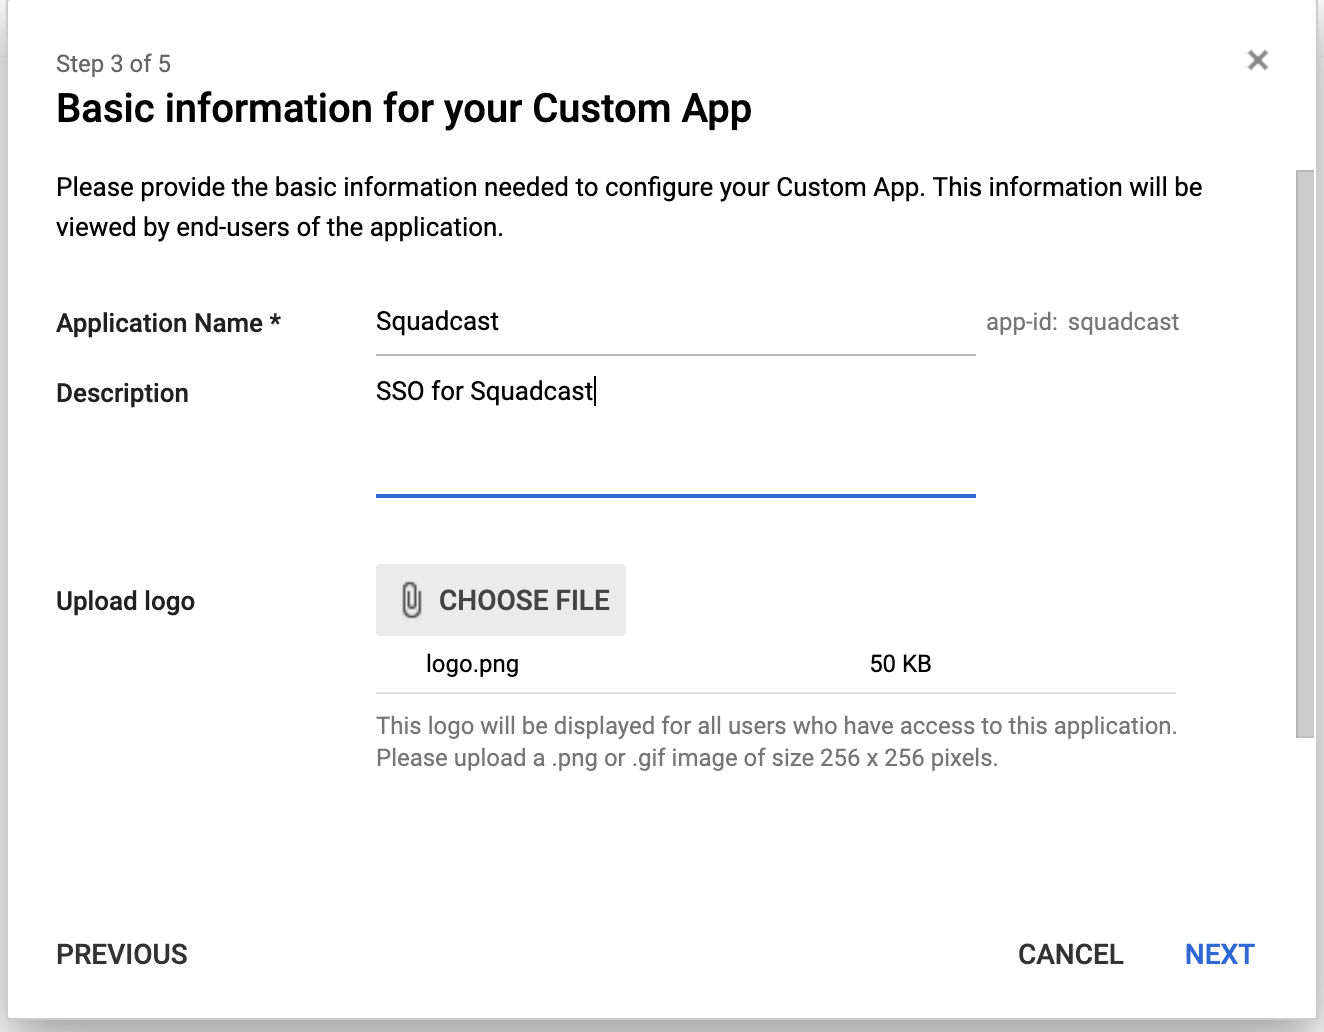 Step 3 of 5
Basic information for your Custom App
Please provide the basic information needed to configure your Custom App. This information will be
viewed by end-users of the application.
Application Name * Squadcast app-id: squadcast
Description SSO for Squadcast
Upload logo CHOOSE FILE
logo.png 50 KB
This logo will be displayed for all users who have access to this application.
Please upload a .png or .gif image of size 256 x 256 pixels.
PREVIOUS CANCEL NEXT